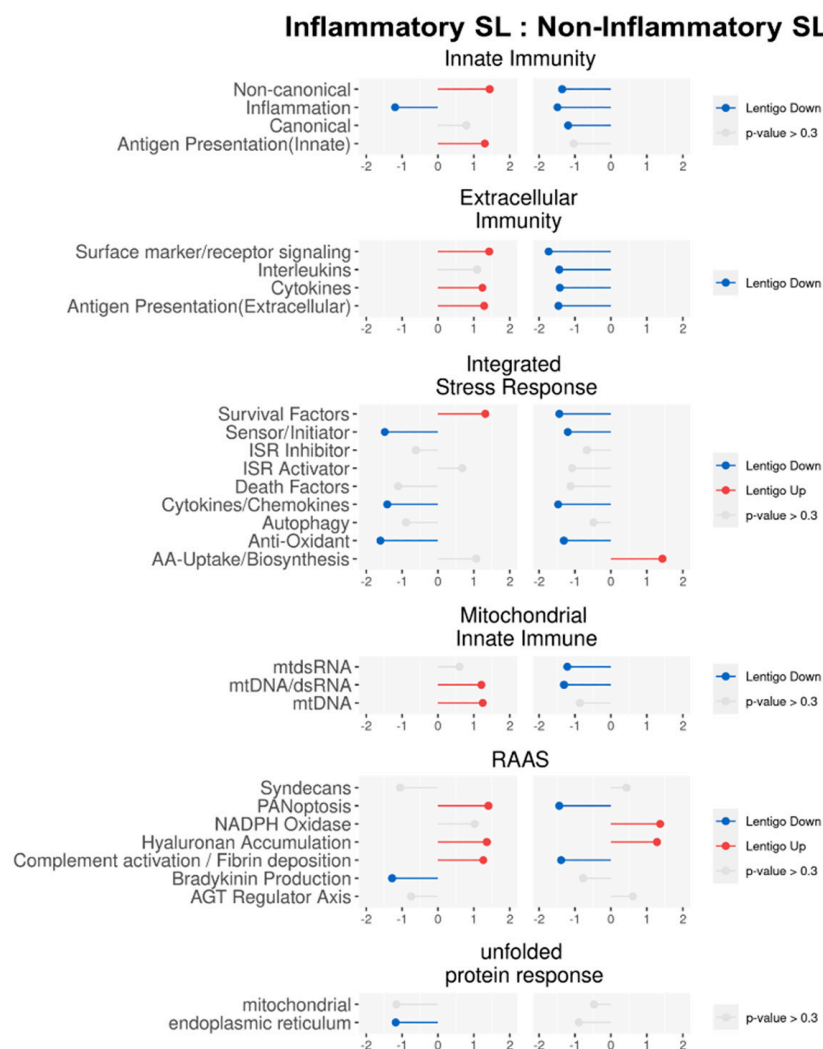 Inflammatory SL : Non-Inflammatory SL
Innate Immunity
Non-canonical
Inflammation
Canonical
Antigen Presentation(Innate)
-2 -1 0 1 2 -2 -1 0 1 2
Lentigo Down
p-value > 0.3
Extracellular
Immunity
Surface marker/receptor signaling
Interleukins
Cytokines
Antigen Presentation(Extracellular)
-2 -1 0 1 2 -2 -1 0 1 2
Lentigo Down
Integrated
Stress Response
Survival Factors
Sensor/Initiator
ISR Inhibitor
ISR Activator
Death Factors
Cytokines/Chemokines
Autophagy
Anti-Oxidant
AA-Uptake/Biosynthesis
-2 -1 0 1 2 -2 -1 0 1 2
Lentigo Down
Lentigo Up
p-value > 0.3
Mitochondrial
Innate Immune
mtdsRNA
mtDNA/dsRNA
mtDNA
-2 -1 0 1 2 -2 -1 0 1 2
Lentigo Down
p-value > 0.3
RAAS
Syndecans
PANoptosis
NADPH Oxidase
Hyaluronan Accumulation
Complement activation / Fibrin deposition
Bradykinin Production
AGT Regulator Axis
-2 -1 0 1 2 -2 -1 0 1 2
Lentigo Down
Lentigo Up
p-value > 0.3
unfolded
protein response
mitochondrial
endoplasmic reticulum
-2 -1 0 1 2 -2 -1 0 1 2
p-value > 0.3